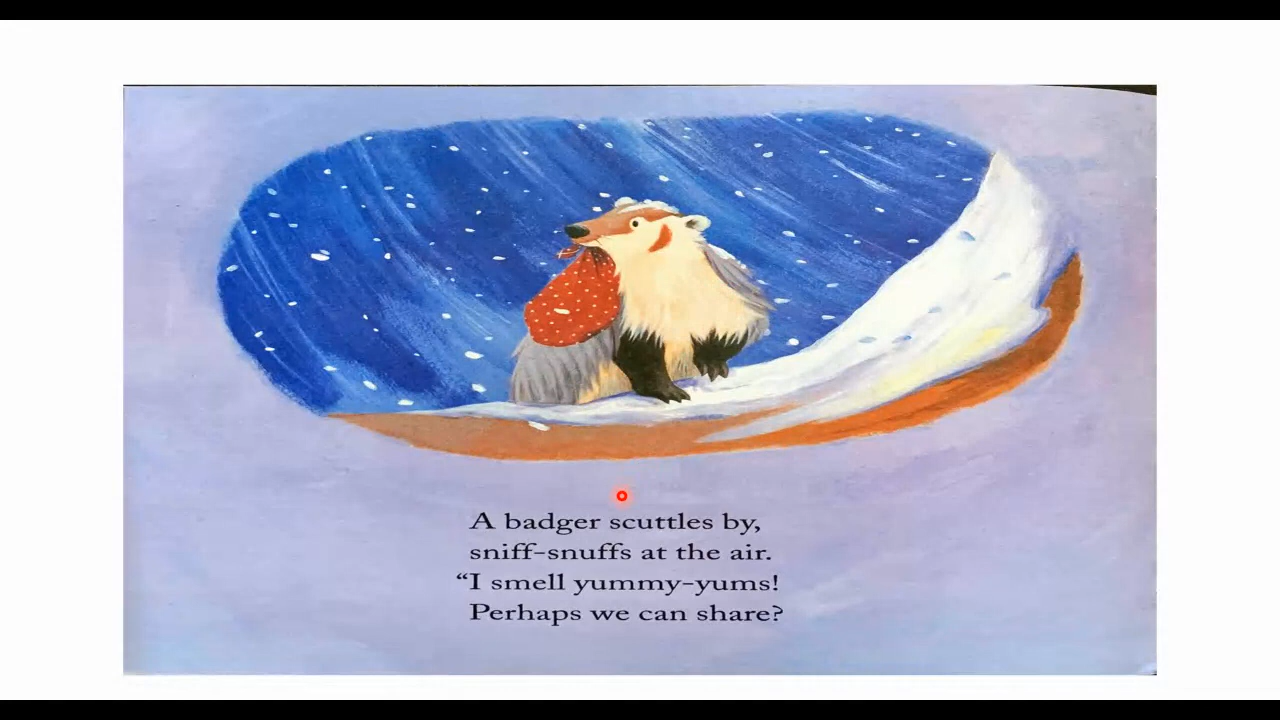 A badger scuttles by,
sniff-snuffs at the air.
“I smell yummy-yums!
Perhaps we can share?